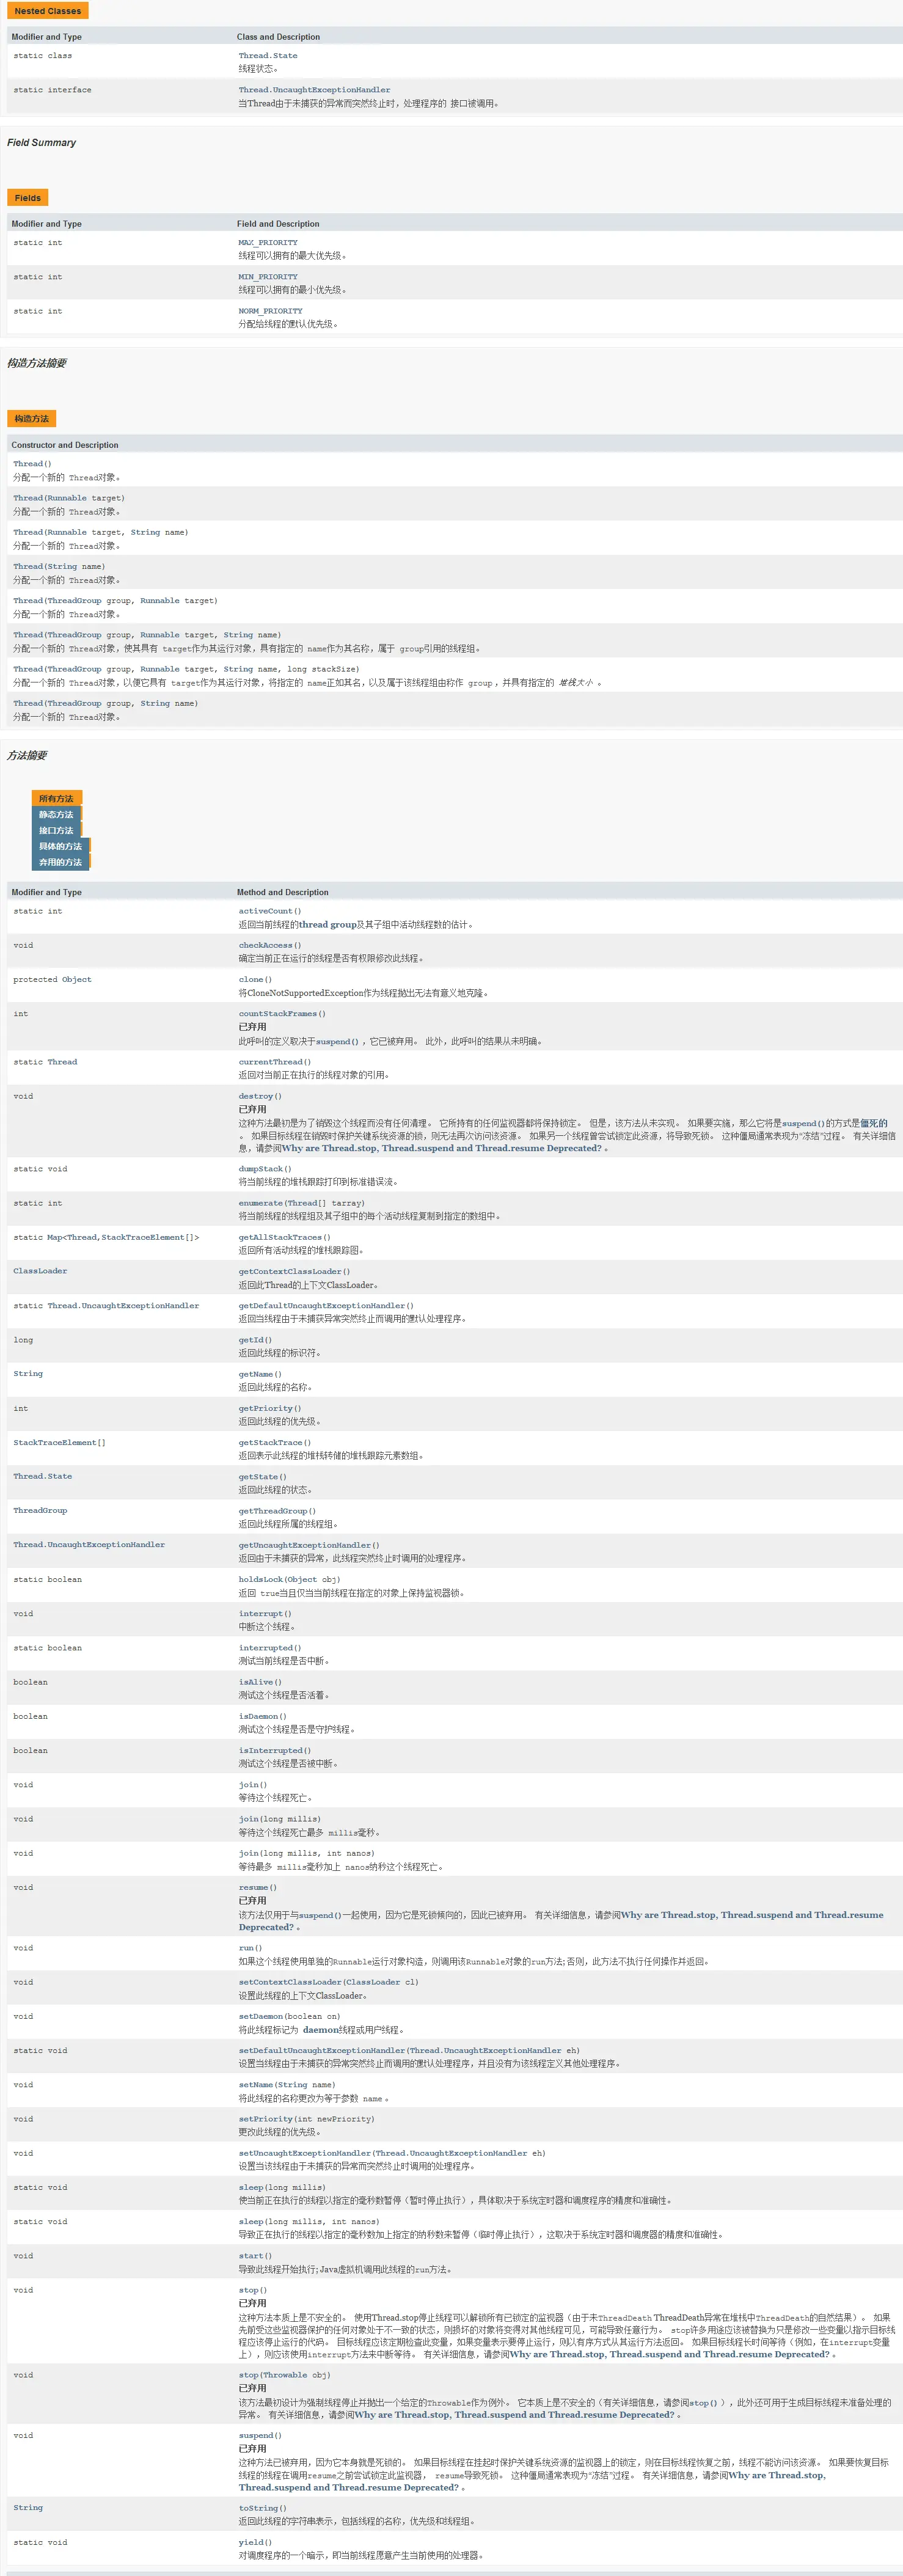 Nested Classes
Modifier and Type Class and Description
static class Thread.State
线程状态。
static interface Thread.UncaughtExceptionHandler
当Thread由于未捕获的异常而突然终止时，处理程序的 接口被调用。
Field Summary
Fields
Modifier and Type Field and Description
static int MAX_PRIORITY
线程可以拥有的最大优先级。
static int MIN_PRIORITY
线程可以拥有的最小优先级。
static int NORM_PRIORITY
分配给线程的默认优先级。
构造方法摘要
构造方法
Constructor and Description
Thread()
分配一个新的 Thread对象。
Thread(Runnable target)
分配一个新的 Thread对象。
Thread(Runnable target, String name)
分配一个新的 Thread对象。
Thread(String name)
分配一个新的 Thread对象。
Thread(ThreadGroup group, Runnable target)
分配一个新的 Thread对象。
Thread(ThreadGroup group, Runnable target, String name)
分配一个新的 Thread对象，使其具有 target作为其运行对象，具有指定的 name作为其名称，属于 group引用的线程组。
Thread(ThreadGroup group, Runnable target, String name, long stackSize)
分配一个新的 Thread对象，以便它具有 target作为其运行对象，将指定的 name正如其名，以及属于该线程组由称作 group ，并具有指定的 堆栈大小 。
Thread(ThreadGroup group, String name)
分配一个新的 Thread对象。
方法摘要
所有方法
静态方法
接口方法
具体的方法
弃用的方法
Modifier and Type Method and Description
static int activeCount()
返回当前线程的thread group及其子组中活动线程数的估计。
void checkAccess()
确定当前正在运行的线程是否有权限修改此线程。
protected Object clone()
将CloneNotSupportedException作为线程抛出无法有意义地克隆。
int countStackFrames()
已弃用
此呼叫的定义取决于suspend() ，它已被弃用。 此外，此呼叫的结果从未明确。
static Thread currentThread()
返回对当前正在执行的线程对象的引用。
void destroy()
已弃用
这种方法最初是为了销毁这个线程而没有任何清理。 它所持有的任何监视器都将保持锁定。 但是，该方法从未实现。 如果要实施，那么它将是suspend()的方式是僵死的
。 如果目标线程在销毁时保护关键系统资源的锁，则无法再次访问该资源。 如果另一个线程曾尝试锁定此资源，将导致死锁。 这种僵局通常表现为“冻结”过程。 有关详细信
息，请参阅Why are Thread.stop, Thread.suspend and Thread.resume Deprecated? 。
static void dumpStack()
将当前线程的堆栈跟踪打印到标准错误流。
static int enumerate(Thread[] tarray)
将当前线程的线程组及其子组中的每个活动线程复制到指定的数组中。
static Map<Thread,StackTraceElement[]> getAllStackTraces()
返回所有活动线程的堆栈跟踪图。
ClassLoader getContextClassLoader()
返回此Thread的上下文ClassLoader。
static Thread.UncaughtExceptionHandler getDefaultUncaughtExceptionHandler()
返回当线程由于未捕获异常突然终止而调用的默认处理程序。
long getId()
返回此线程的标识符。
String getName()
返回此线程的名称。
int getPriority()
返回此线程的优先级。
StackTraceElement[] getStackTrace()
返回表示此线程的堆栈转储的堆栈跟踪元素数组。
Thread.State getState()
返回此线程的状态。
ThreadGroup getThreadGroup()
返回此线程所属的线程组。
Thread.UncaughtExceptionHandler getUncaughtExceptionHandler()
返回由于未捕获的异常，此线程突然终止时调用的处理程序。
static boolean holdsLock(Object obj)
返回 true当且仅当当前线程在指定的对象上保持监视器锁。
void interrupt()
中断这个线程。
static boolean interrupted()
测试当前线程是否中断。
boolean isAlive()
测试这个线程是否活着。
boolean isDaemon()
测试这个线程是否是守护线程。
boolean isInterrupted()
测试这个线程是否被中断。
void join()
等待这个线程死亡。
void join(long millis)
等待这个线程死亡最多 millis毫秒。
void join(long millis, int nanos)
等待最多 millis毫秒加上 nanos纳秒这个线程死亡。
void resume()
已弃用
该方法仅用于与suspend()一起使用，因为它是死锁倾向的，因此已被弃用。 有关详细信息，请参阅Why are Thread.stop, Thread.suspend and Thread.resume
Deprecated? 。
void run()
如果这个线程使用单独的Runnable运行对象构造，则调用该Runnable对象的run方法; 否则，此方法不执行任何操作并返回。
void setContextClassLoader(ClassLoader cl)
设置此线程的上下文ClassLoader。
void setDaemon(boolean on)
将此线程标记为 daemon线程或用户线程。
static void setDefaultUncaughtExceptionHandler(Thread.UncaughtExceptionHandler eh)
设置当线程由于未捕获的异常突然终止而调用的默认处理程序，并且没有为该线程定义其他处理程序。
void setName(String name)
将此线程的名称更改为等于参数 name 。
void setPriority(int newPriority)
更改此线程的优先级。
void setUncaughtExceptionHandler(Thread.UncaughtExceptionHandler eh)
设置当该线程由于未捕获的异常而突然终止时调用的处理程序。
static void sleep(long millis)
使当前正在执行的线程以指定的毫秒数暂停（暂时停止执行），具体取决于系统定时器和调度程序的精度和准确性。
static void sleep(long millis, int nanos)
导致正在执行的线程以指定的毫秒数加上指定的纳秒数来暂停（临时停止执行），这取决于系统定时器和调度器的精度和准确性。
void start()
导致此线程开始执行; Java虚拟机调用此线程的run方法。
void stop()
已弃用
这种方法本质上是不安全的。 使用Thread.stop停止线程可以解锁所有已锁定的监视器（由于未ThreadDeath ThreadDeath异常在堆栈中ThreadDeath的自然结果）。 如果
先前受这些监视器保护的任何对象处于不一致的状态，则损坏的对象将变得对其他线程可见，可能导致任意行为。 stop许多用途应该被替换为只是修改一些变量以指示目标线
程应该停止运行的代码。 目标线程应该定期检查此变量，如果变量表示要停止运行，则以有序方式从其运行方法返回。 如果目标线程长时间等待（例如，在interrupt变量
上），则应该使用interrupt方法来中断等待。 有关详细信息，请参阅Why are Thread.stop, Thread.suspend and Thread.resume Deprecated? 。
void stop(Throwable obj)
已弃用
该方法最初设计为强制线程停止并抛出一个给定的Throwable作为例外。 它本质上是不安全的（有关详细信息，请参阅stop() ），此外还可用于生成目标线程未准备处理的
异常。 有关详细信息，请参阅Why are Thread.stop, Thread.suspend and Thread.resume Deprecated? 。
void suspend()
已弃用
这种方法已被弃用，因为它本身就是死锁的。 如果目标线程在挂起时保护关键系统资源的监视器上的锁定，则在目标线程恢复之前，线程不能访问该资源。 如果要恢复目标
线程的线程在调用resume之前尝试锁定此监视器， resume导致死锁。 这种僵局通常表现为“冻结”过程。 有关详细信息，请参阅Why are Thread.stop,
Thread.suspend and Thread.resume Deprecated? 。
String toString()
返回此线程的字符串表示，包括线程的名称，优先级和线程组。
static void yield()
对调度程序的一个暗示，即当前线程愿意产生当前使用的处理器。